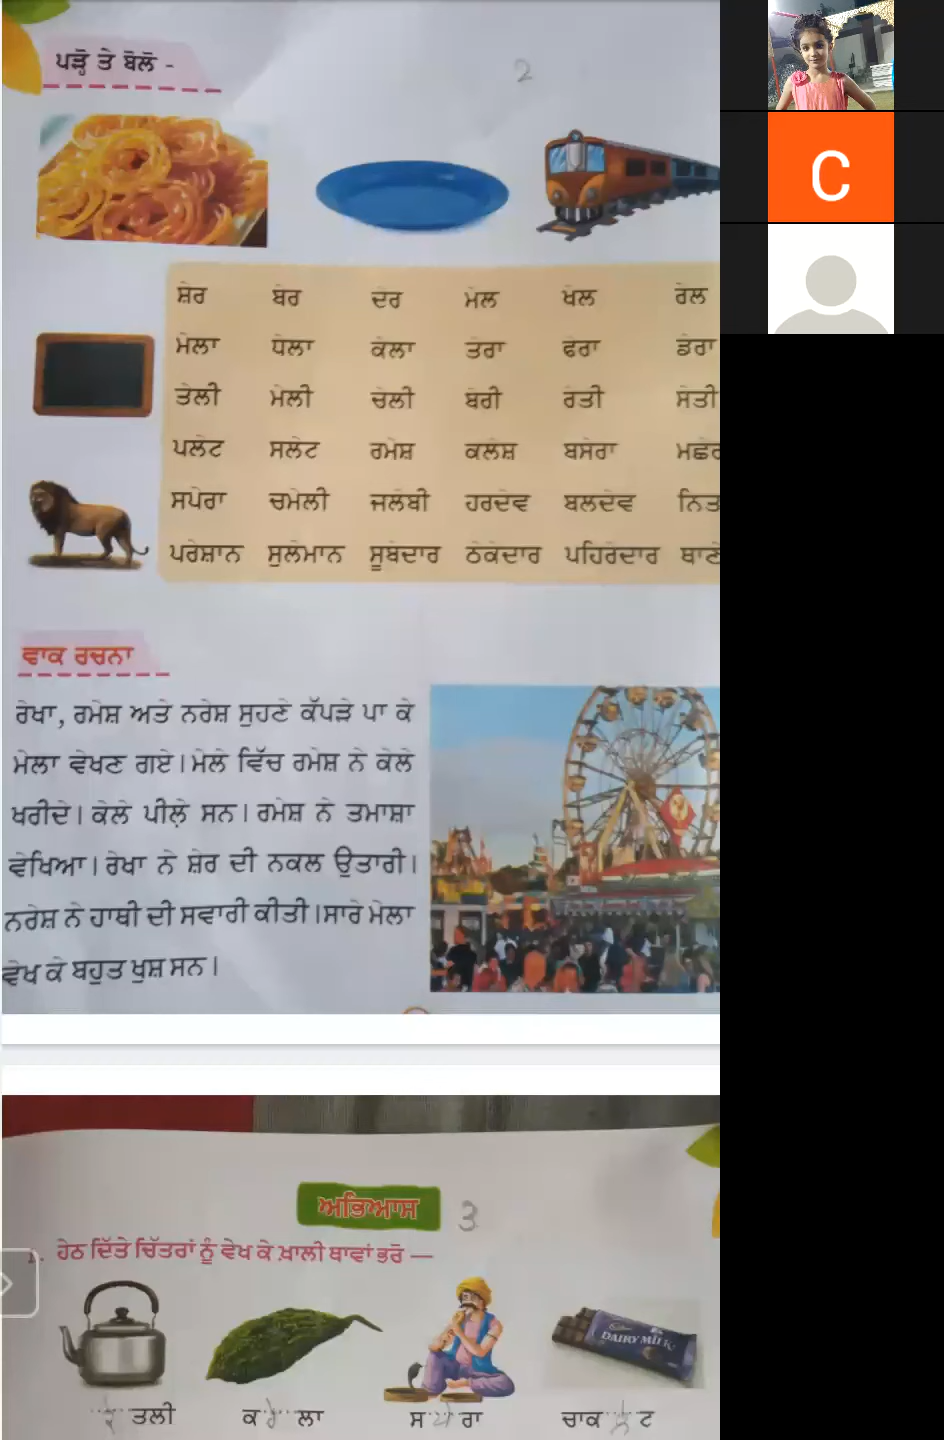 ਪੜ੍ਹੋ ਤੇ ਬੋਲੋ -
2
C
ਸ਼ੇਰ ਬੇਰ ਦੇਰ ਮੇਲ ਖੇਲ ਰੇਲ
ਮੇਲਾ ਧੇਲਾ ਕੇਲਾ ਤੇਰਾ ਫੇਰਾ ਡੇਰਾ
ਤੇਲੀ ਮੇਲੀ ਚੇਲੀ ਬੇਰੀ ਰੇਤੀ ਸੇਤੀ
ਪਲੇਟ ਸਲੇਟ ਰਮੇਸ਼ ਕਲੇਸ਼ ਬਸੇਰਾ ਮਛੇਰ
ਸਪੇਰਾ ਚਮੇਲੀ ਜਲੇਬੀ ਹਰਦੇਵ ਬਲਦੇਵ ਨਿਤ
ਪਰੇਸ਼ਾਨ ਸੁਲੇਮਾਨ ਸੂਬੇਦਾਰ ਠੇਕੇਦਾਰ ਪਹਿਰੇਦਾਰ ਥਾਣੇ
ਵਾਕ ਰਚਨਾ
ਰੇਖਾ, ਰਮੇਸ਼ ਅਤੇ ਨਰੇਸ਼ ਸੁਹਣੇ ਕੱਪੜੇ ਪਾ ਕੇ
ਮੇਲਾ ਵੇਖਣ ਗਏ। ਮੇਲੇ ਵਿੱਚ ਰਮੇਸ਼ ਨੇ ਕੇਲੇ
ਖਰੀਦੇ। ਕੇਲੇ ਪੀਲੇ ਸਨ। ਰਮੇਸ਼ ਨੇ ਤਮਾਸ਼ਾ
ਵੇਖਿਆ। ਰੇਖਾ ਨੇ ਸ਼ੇਰ ਦੀ ਨਕਲ ਉਤਾਰੀ।
ਨਰੇਸ਼ ਨੇ ਹਾਥੀ ਦੀ ਸਵਾਰੀ ਕੀਤੀ। ਸਾਰੇ ਮੇਲਾ
ਵੇਖ ਕੇ ਬਹੁਤ ਖੁਸ਼ ਸਨ।
ਅਭਿਆਸ 3
1. ਹੇਠ ਦਿੱਤੇ ਚਿੱਤਰਾਂ ਨੂੰ ਵੇਖ ਕੇ ਖ਼ਾਲੀ ਥਾਵਾਂ ਭਰੋ —
DAIRY MILK
ਕੇ ਤਲੀ ਕ ਰੇ ਲਾ ਸ ਪੇ ਰਾ ਚਾਕ ਲੇ ਟ